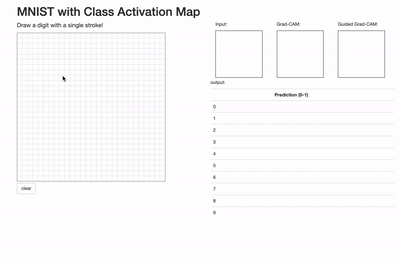 MNIST with Class Activation Map
Draw a digit with a single stroke!
clear
Input: Grad-CAM: Guided Grad-CAM:
output:
Prediction (0-1)
0
1
2
3
4
5
6
7
8
9